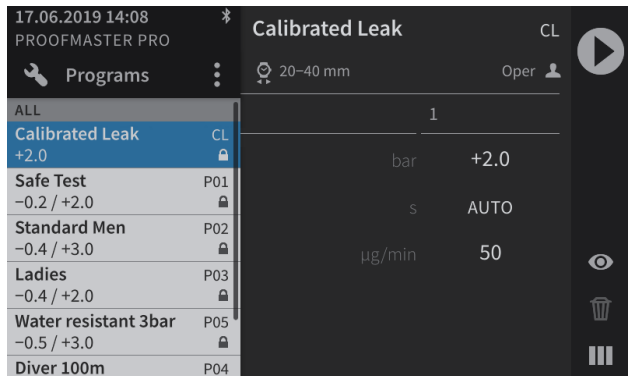 17.06.2019 14:08
PROOFMASTER PRO
Programs
ALL
Calibrated Leak CL
+2.0
Safe Test P01
−0.2 / +2.0
Standard Men P02
−0.4 / +3.0
Ladies P03
−0.4 / +2.0
Water resistant 3bar P05
−0.5 / +3.0
Diver 100m P04
Calibrated Leak CL
20−40 mm Oper
1
bar +2.0
s AUTO
µg/min 50